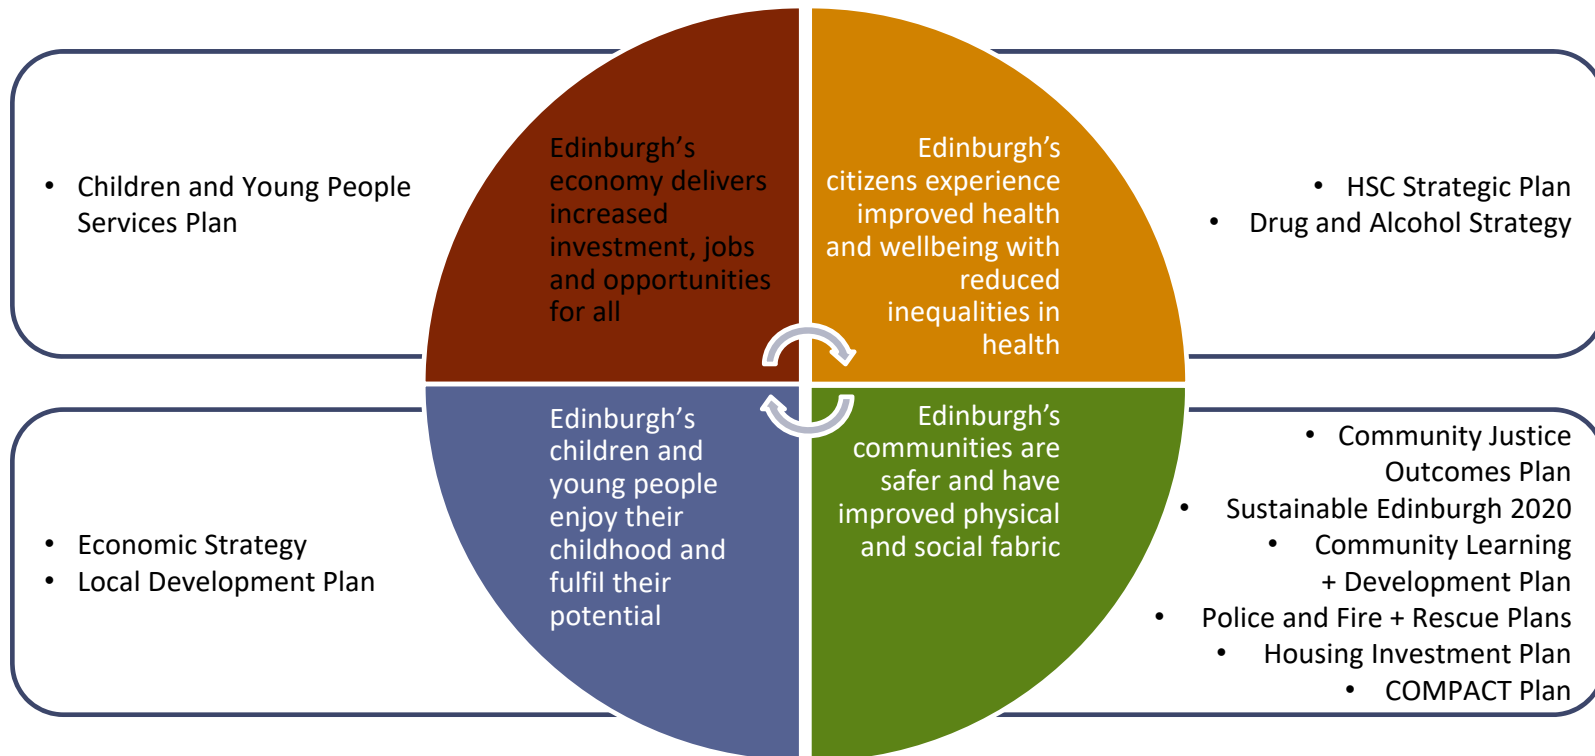 • Children and Young People
Services Plan
Edinburgh’s
economy delivers
increased
investment, jobs
and opportunities
for all
Edinburgh’s
citizens experience
improved health
and wellbeing with
reduced
inequalities in
health
• HSC Strategic Plan
• Drug and Alcohol Strategy
• Economic Strategy
• Local Development Plan
Edinburgh’s
children and
young people
enjoy their
childhood and
fulfil their
potential
Edinburgh’s
communities are
safer and have
improved physical
and social fabric
• Community Justice
Outcomes Plan
• Sustainable Edinburgh 2020
• Community Learning
+ Development Plan
• Police and Fire + Rescue Plans
• Housing Investment Plan
• COMPACT Plan